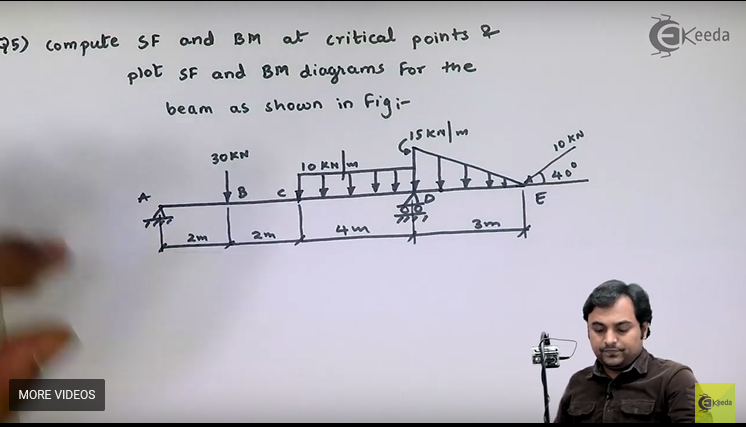 Q5) compute SF and BM at critical points &
plot SF and BM diagrams For the
beam as shown in Fig:-
EKeeda
30KN
10 KN/m
15KN/m
10 KN
40°
A
B
C
D
E
2m
2m
4m
3m
MORE VIDEOS
EKeeda